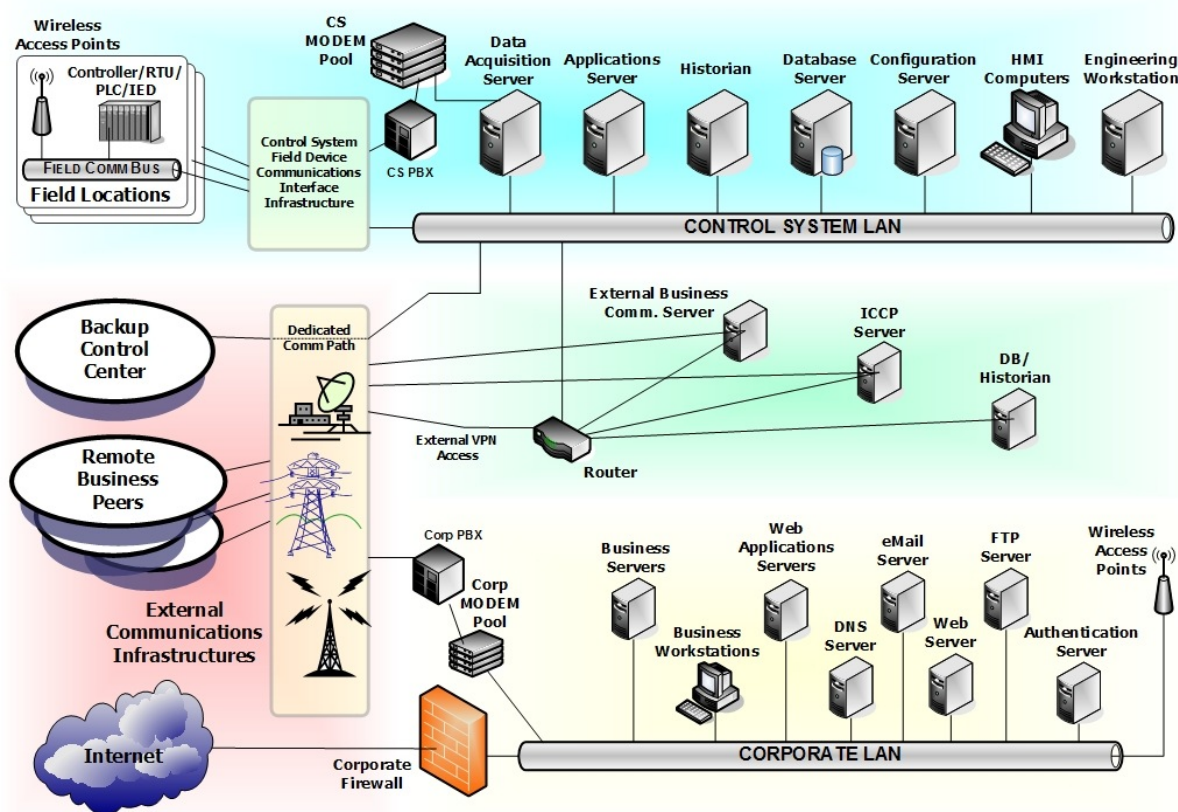 Wireless
Access Points
Controller/RTU/
PLC/IED
FIELD COMM BUS
Field Locations
Control System
Field Device
Communications
Interface
Infrastructure
CS
MODEM
Pool
CS PBX
Data
Acquisition
Server
Applications
Server
Historian
Database
Server
Configuration
Server
HMI
Computers
Engineering
Workstation
CONTROL SYSTEM LAN
Backup
Control
Center
Dedicated
Comm Path
External Business
Comm. Server
ICCP
Server
DB/
Historian
External VPN
Access
Router
Remote
Business
Peers
External
Communications
Infrastructures
Corp PBX
Corp
MODEM
Pool
Business
Servers
Business
Workstations
Web
Applications
Servers
DNS
Server
eMail
Server
Web
Server
FTP
Server
Authentication
Server
Wireless
Access
Points
Internet
Corporate
Firewall
CORPORATE LAN